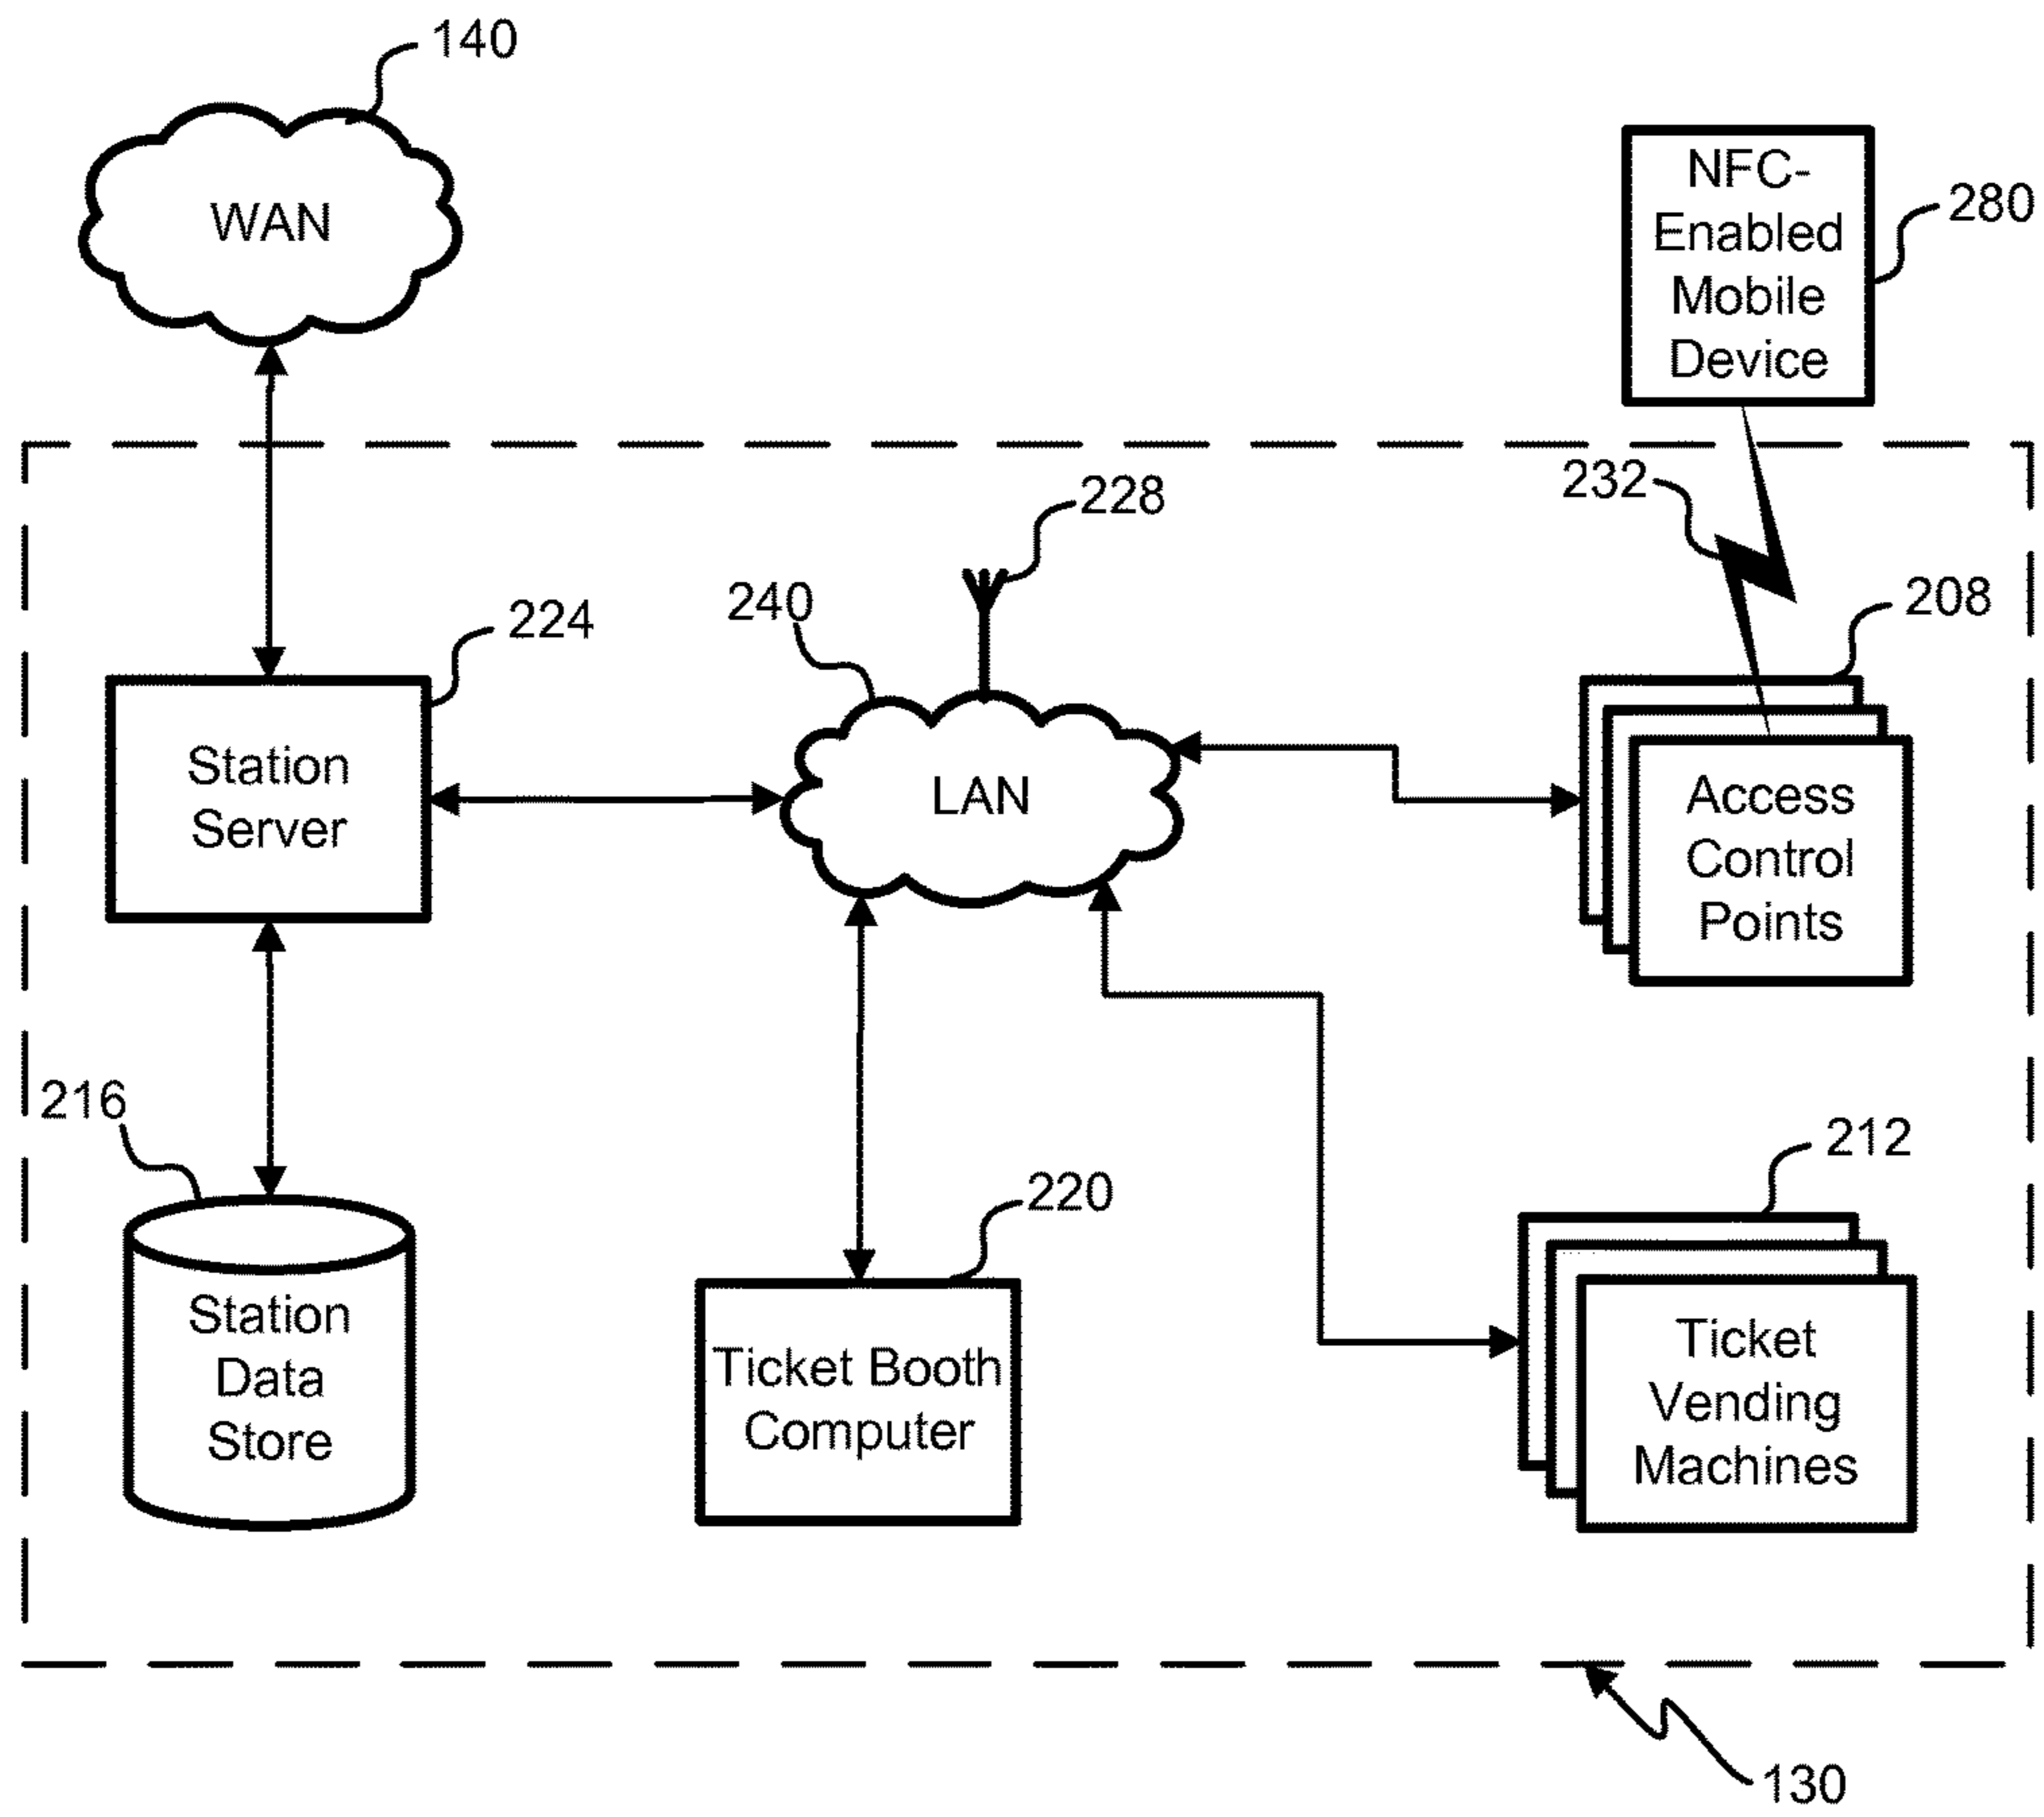 140
WAN
NFC-
Enabled
Mobile
Device
280
232
228
240
224
208
Station
Server
LAN
Access
Control
Points
216
220
212
Station
Data
Store
Ticket Booth
Computer
Ticket
Vending
Machines
130